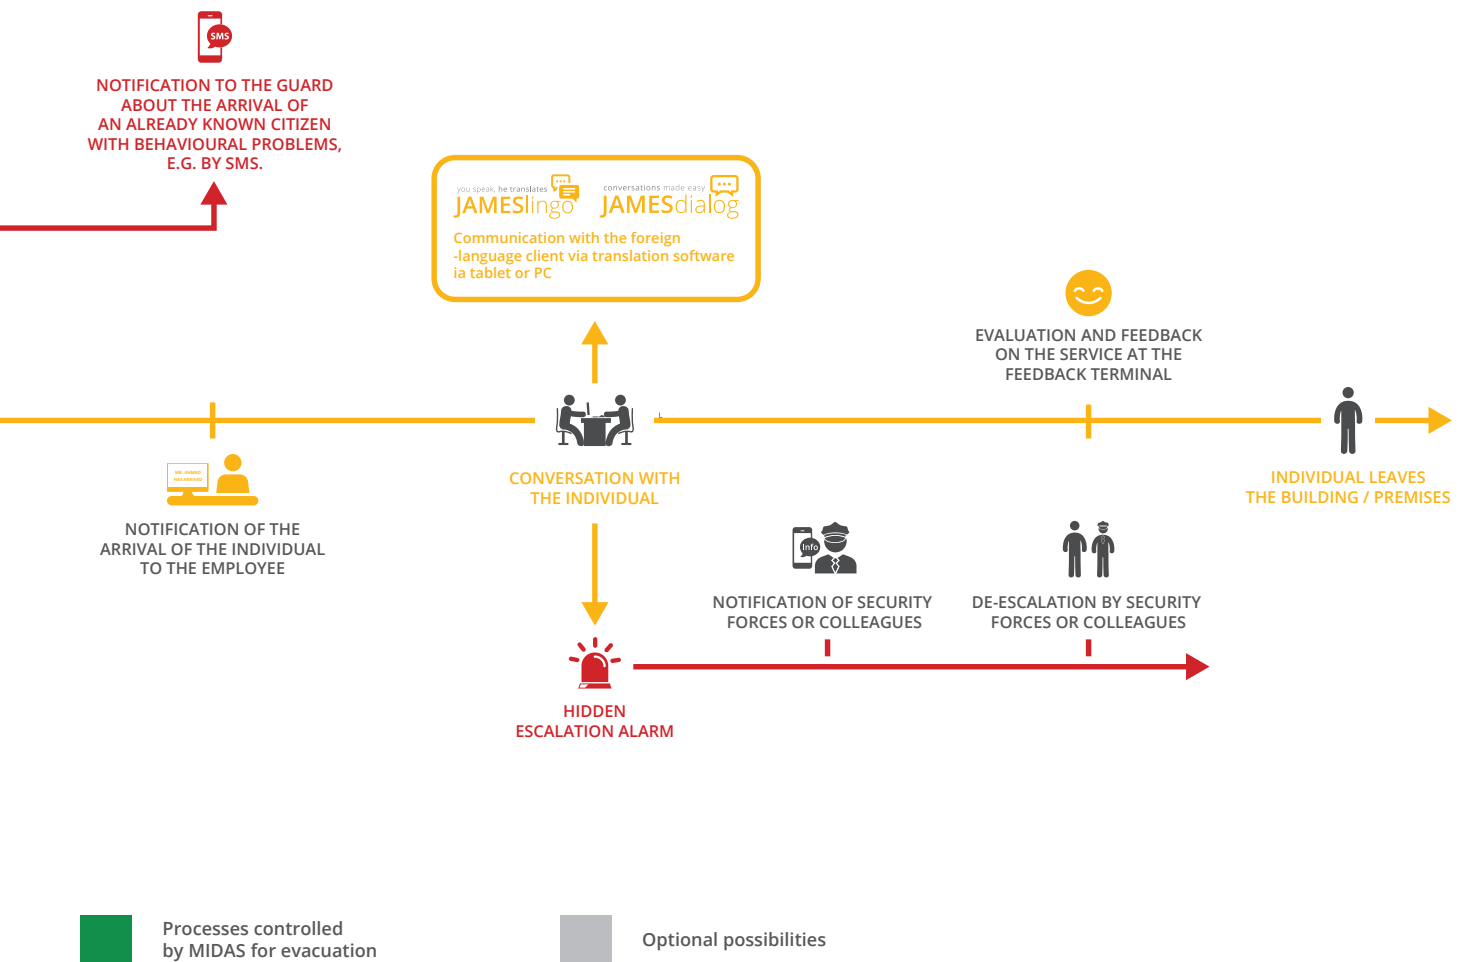 SMS
NOTIFICATION TO THE GUARD
ABOUT THE ARRIVAL OF
AN ALREADY KNOWN CITIZEN
WITH BEHAVIOURAL PROBLEMS,
E.G. BY SMS.
you speak, he translates
JAMESlingo
conversations made easy
JAMESdialog
Communication with the foreign
-language client via translation software
ia tablet or PC
EVALUATION AND FEEDBACK
ON THE SERVICE AT THE
FEEDBACK TERMINAL
L
NOTIFICATION OF THE
ARRIVAL OF THE INDIVIDUAL
TO THE EMPLOYEE
CONVERSATION WITH
THE INDIVIDUAL
INDIVIDUAL LEAVES
THE BUILDING / PREMISES
Info
NOTIFICATION OF SECURITY
FORCES OR COLLEAGUES
DE-ESCALATION BY SECURITY
FORCES OR COLLEAGUES
HIDDEN
ESCALATION ALARM
Processes controlled
by MIDAS for evacuation
Optional possibilities